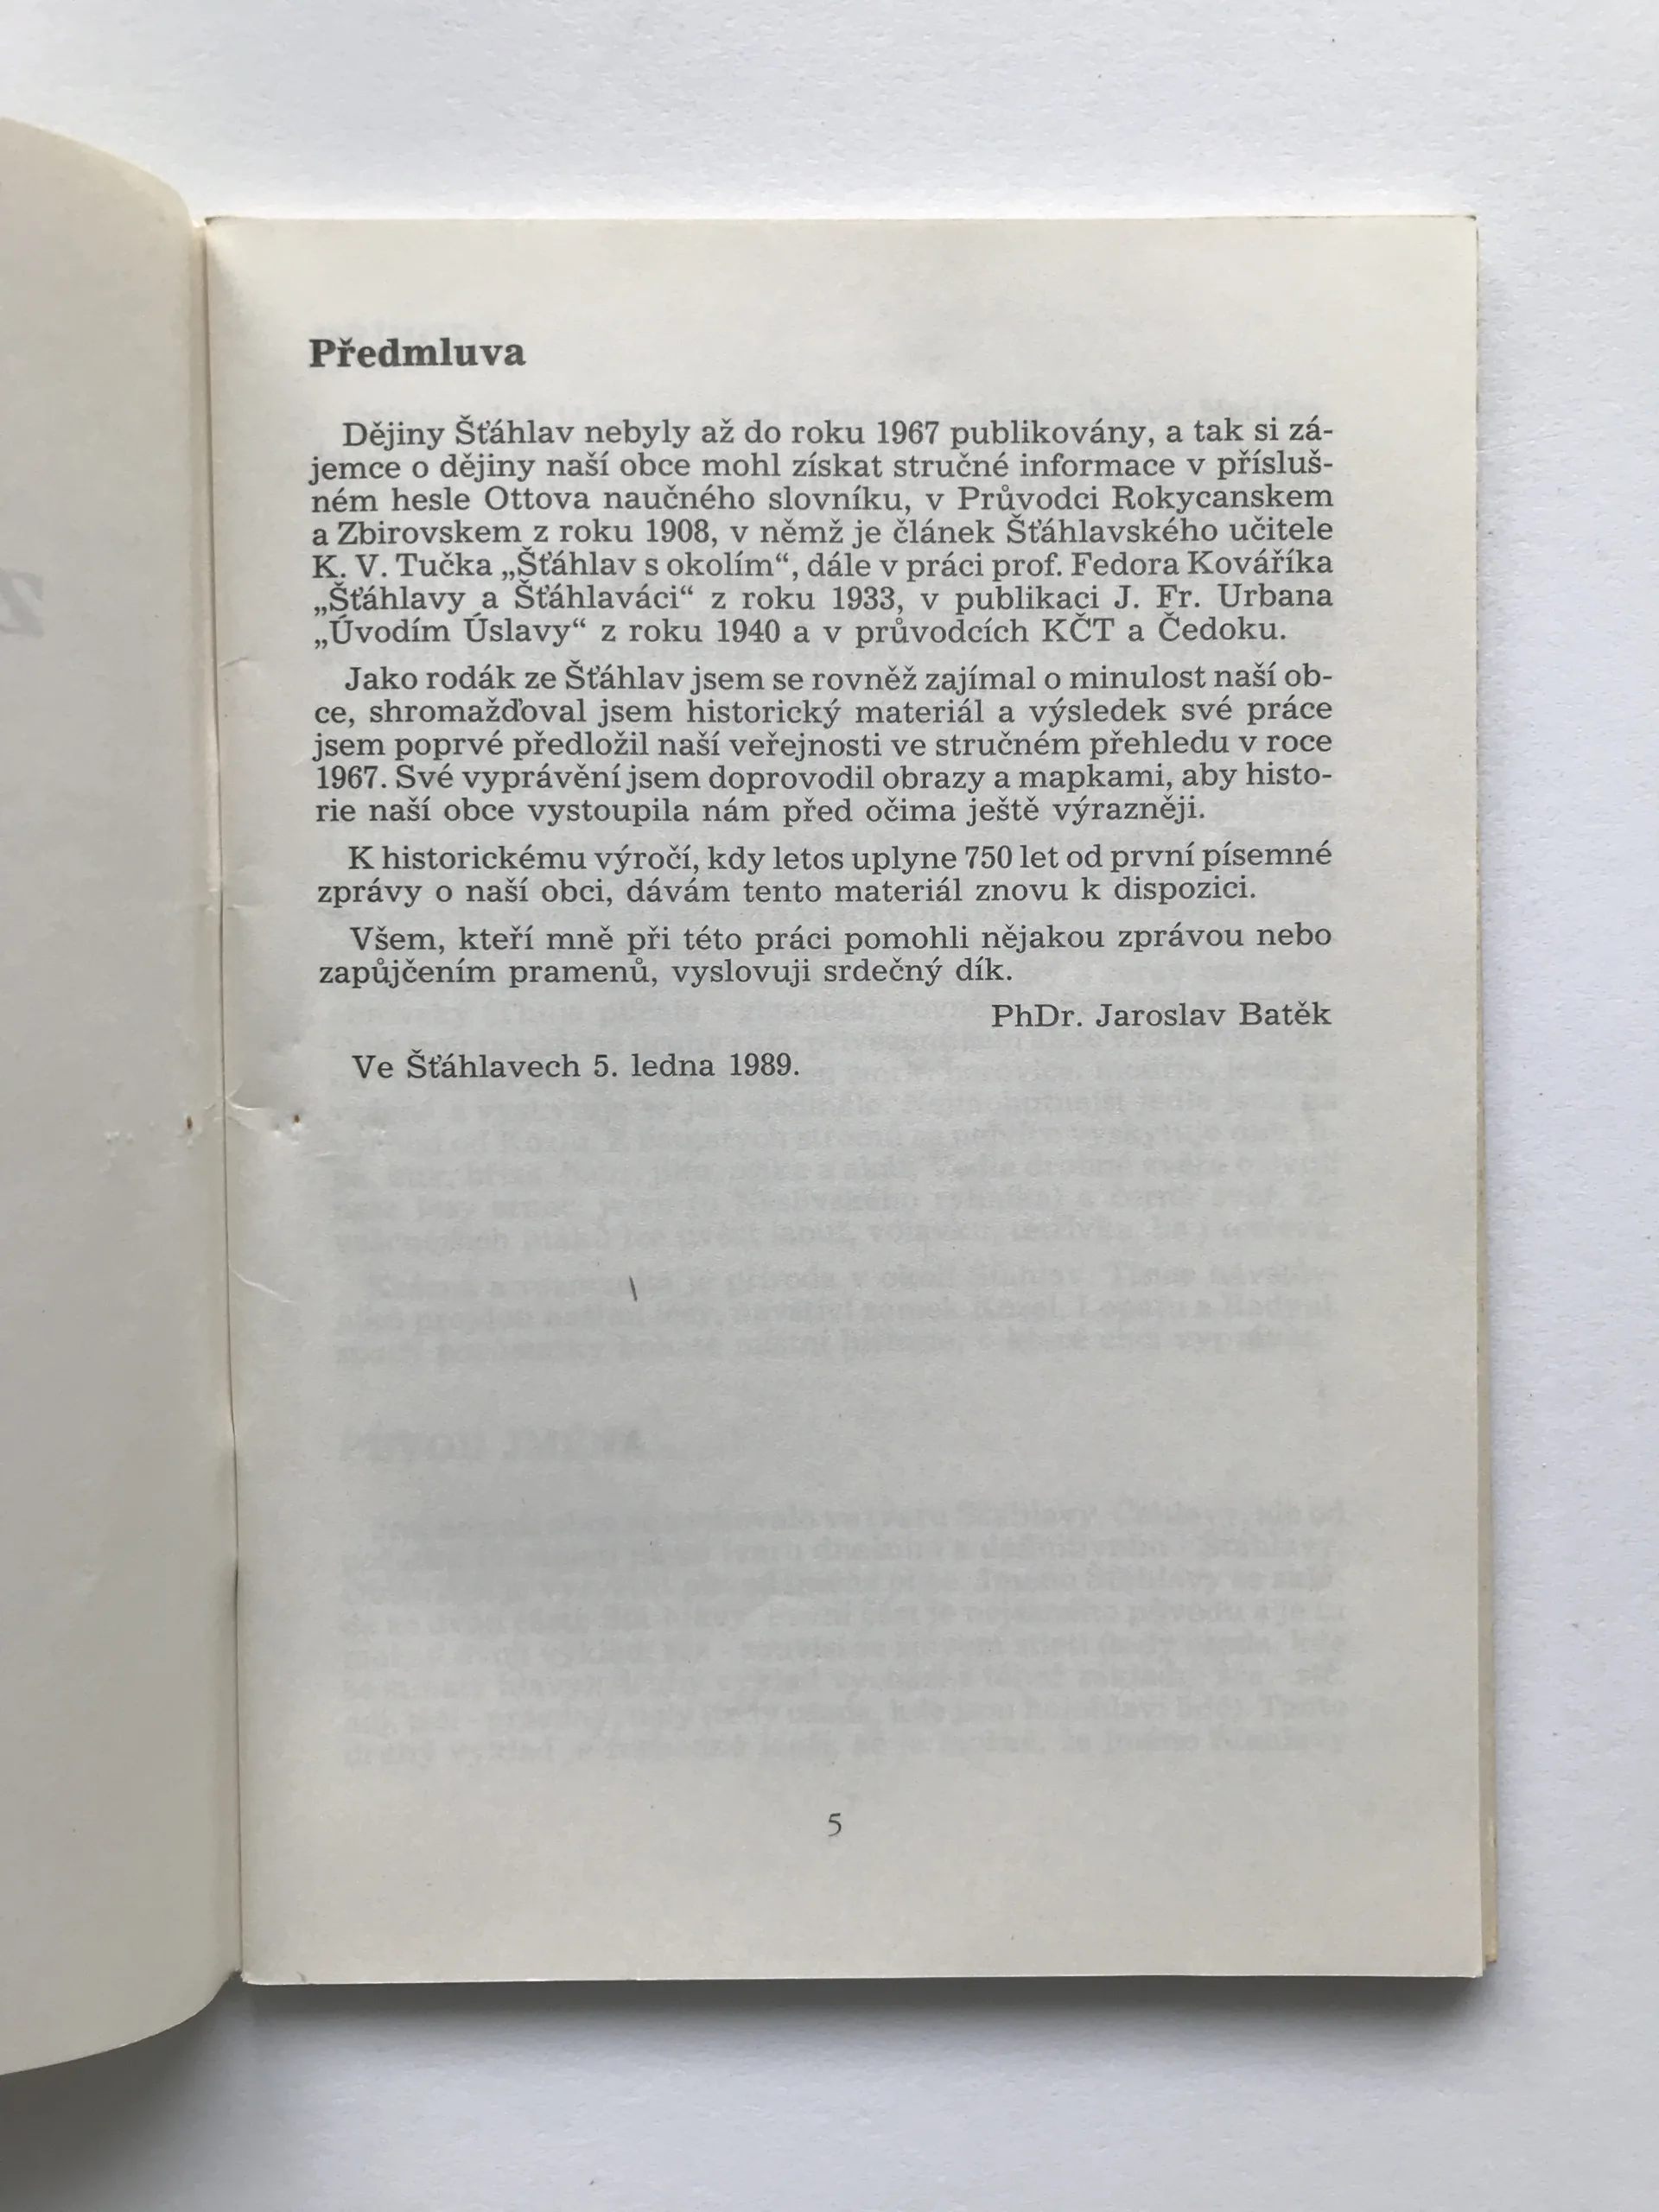 Předmluva
Dějiny Šťáhlav nebyly až do roku 1967 publikovány, a tak si zá-
jemce o dějiny naší obce mohl získat stručné informace v přísluš-
ném hesle Ottova naučného slovníku, v Průvodci Rokycanskem
a Zbirovskem z roku 1908, v němž je článek Šťáhlavského učitele
K. V. Tučka „Šťáhlav s okolím“, dále v práci prof. Fedora Kováříka
„Šťáhlavy a Šťáhlaváci“ z roku 1933, v publikaci J. Fr. Urbana
„Úvodím Úslavy“ z roku 1940 a v průvodcích KČT a Čedoku.
Jako rodák ze Šťáhlav jsem se rovněž zajímal o minulost naší ob-
ce, shromažďoval jsem historický materiál a výsledek své práce
jsem poprvé předložil naší veřejnosti ve stručném přehledu v roce
1967. Své vyprávění jsem doprovodil obrazy a mapkami, aby histo-
rie naší obce vystoupila nám před očima ještě výrazněji.
K historickému výročí, kdy letos uplyne 750 let od první písemné
zprávy o naší obci, dávám tento materiál znovu k dispozici.
Všem, kteří mně při této práci pomohli nějakou zprávou nebo
zapůjčením pramenů, vyslovuji srdečný dík.
PhDr. Jaroslav Batěk
Ve Šťáhlavech 5. ledna 1989.
5